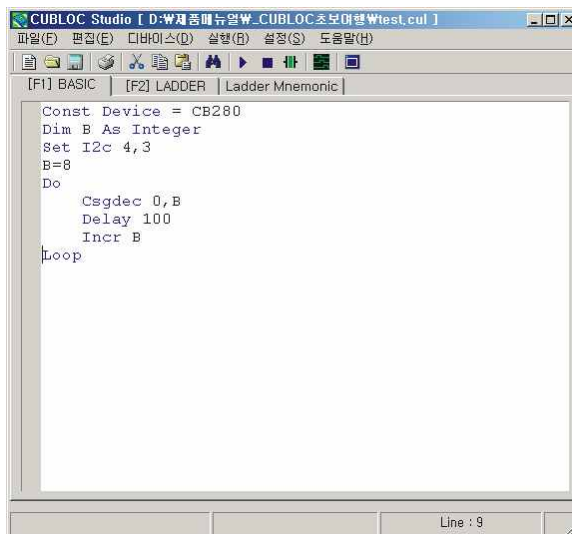 CUBLOC Studio [ D:₩제품메뉴얼₩_CUBLOC초보여행₩test.cul ]
파일(F) 편집(E) 디바이스(D) 실행(R) 설정(S) 도움말(H)
[F1] BASIC [F2] LADDER Ladder Mnemonic
Const Device = CB280
Dim B As Integer
Set I2c 4,3
B=8
Do
Csgdec 0,B
Delay 100
Incr B
Loop
Line : 9